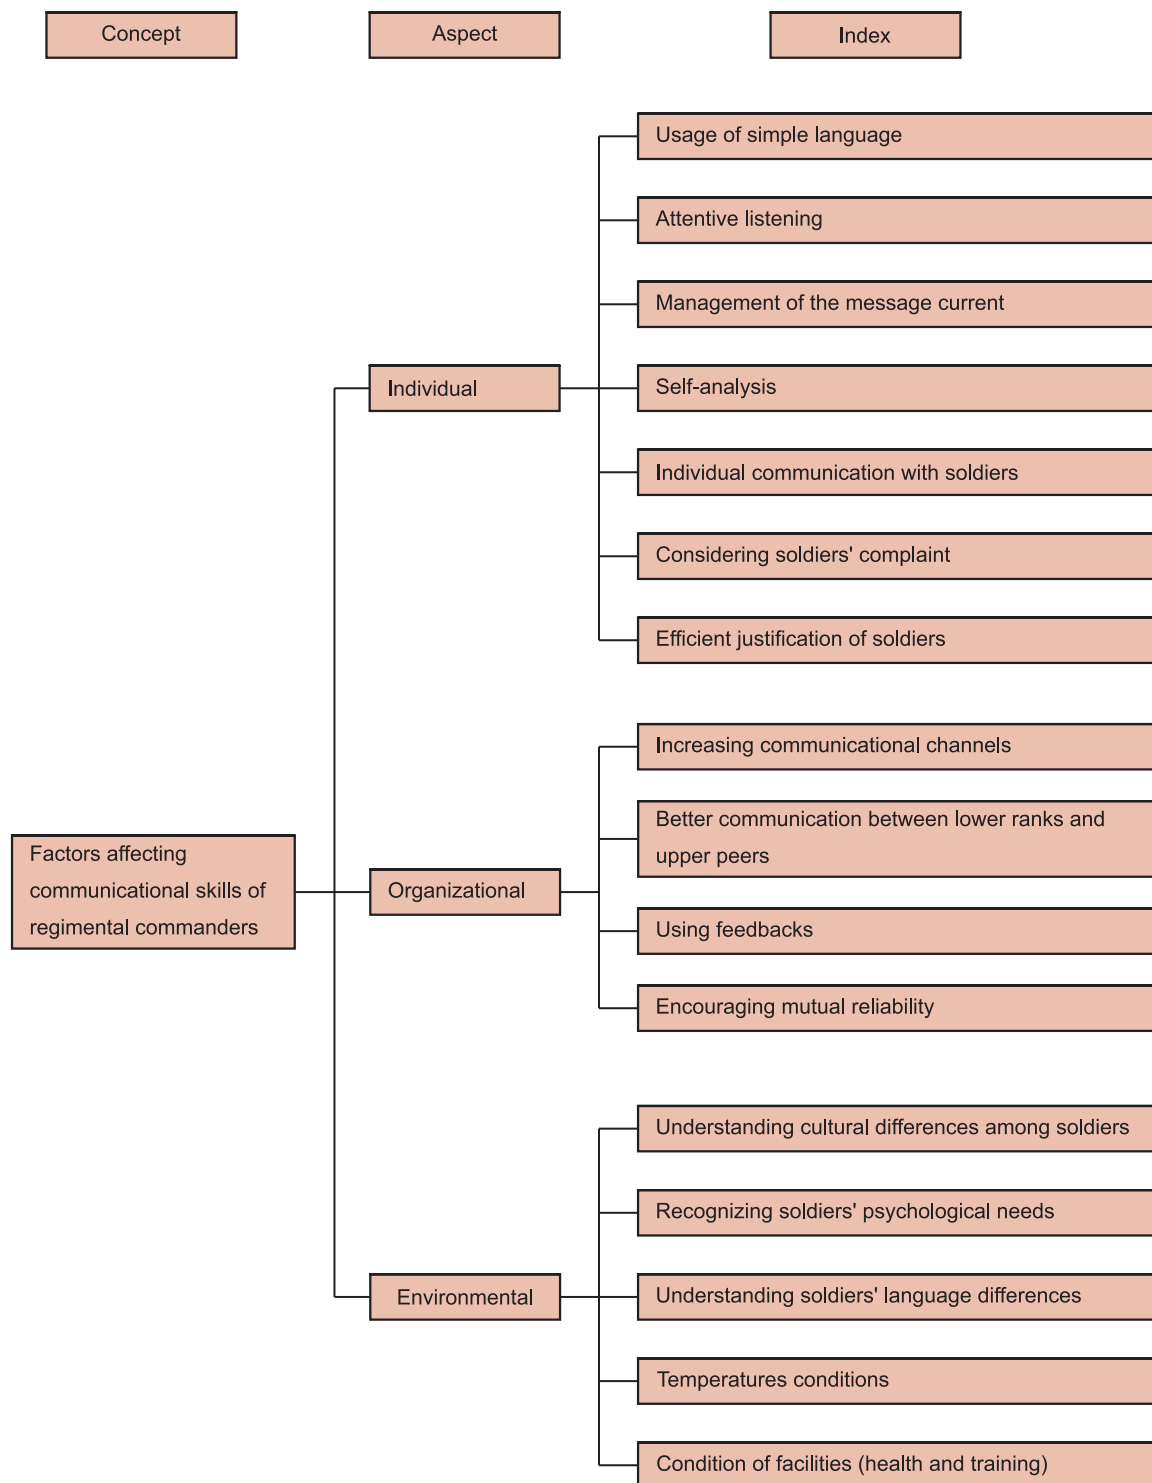 Concept
Aspect
Index
Usage of simple language
Attentive listening
Management of the message current
Individual
Self-analysis
Individual communication with soldiers
Considering soldiers' complaint
Efficient justification of soldiers
Increasing communicational channels
Better communication between lower ranks and
upper peers
Factors affecting
communicational skills of
regimental commanders
Organizational
Using feedbacks
Encouraging mutual reliability
Understanding cultural differences among soldiers
Recognizing soldiers' psychological needs
Environmental
Understanding soldiers' language differences
Temperatures conditions
Condition of facilities (health and training)